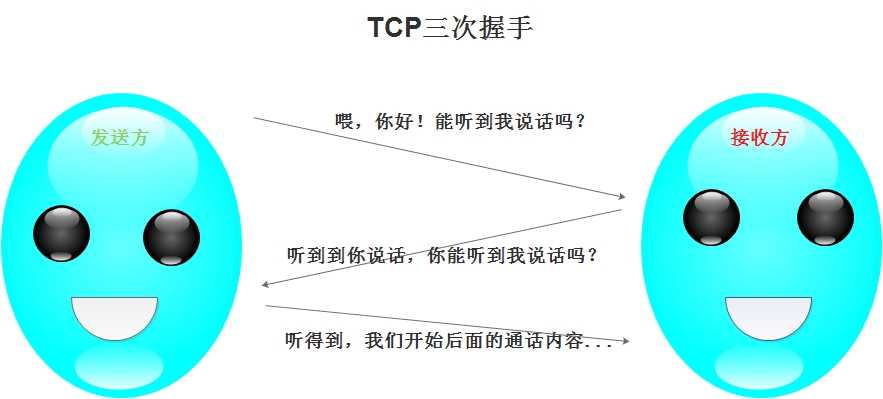 TCP三次握手
发送方
接收方
喂，你好！能听到我说话吗？
听到到你说话，你能听到我说话吗？
听得到，我们开始后面的通话内容...